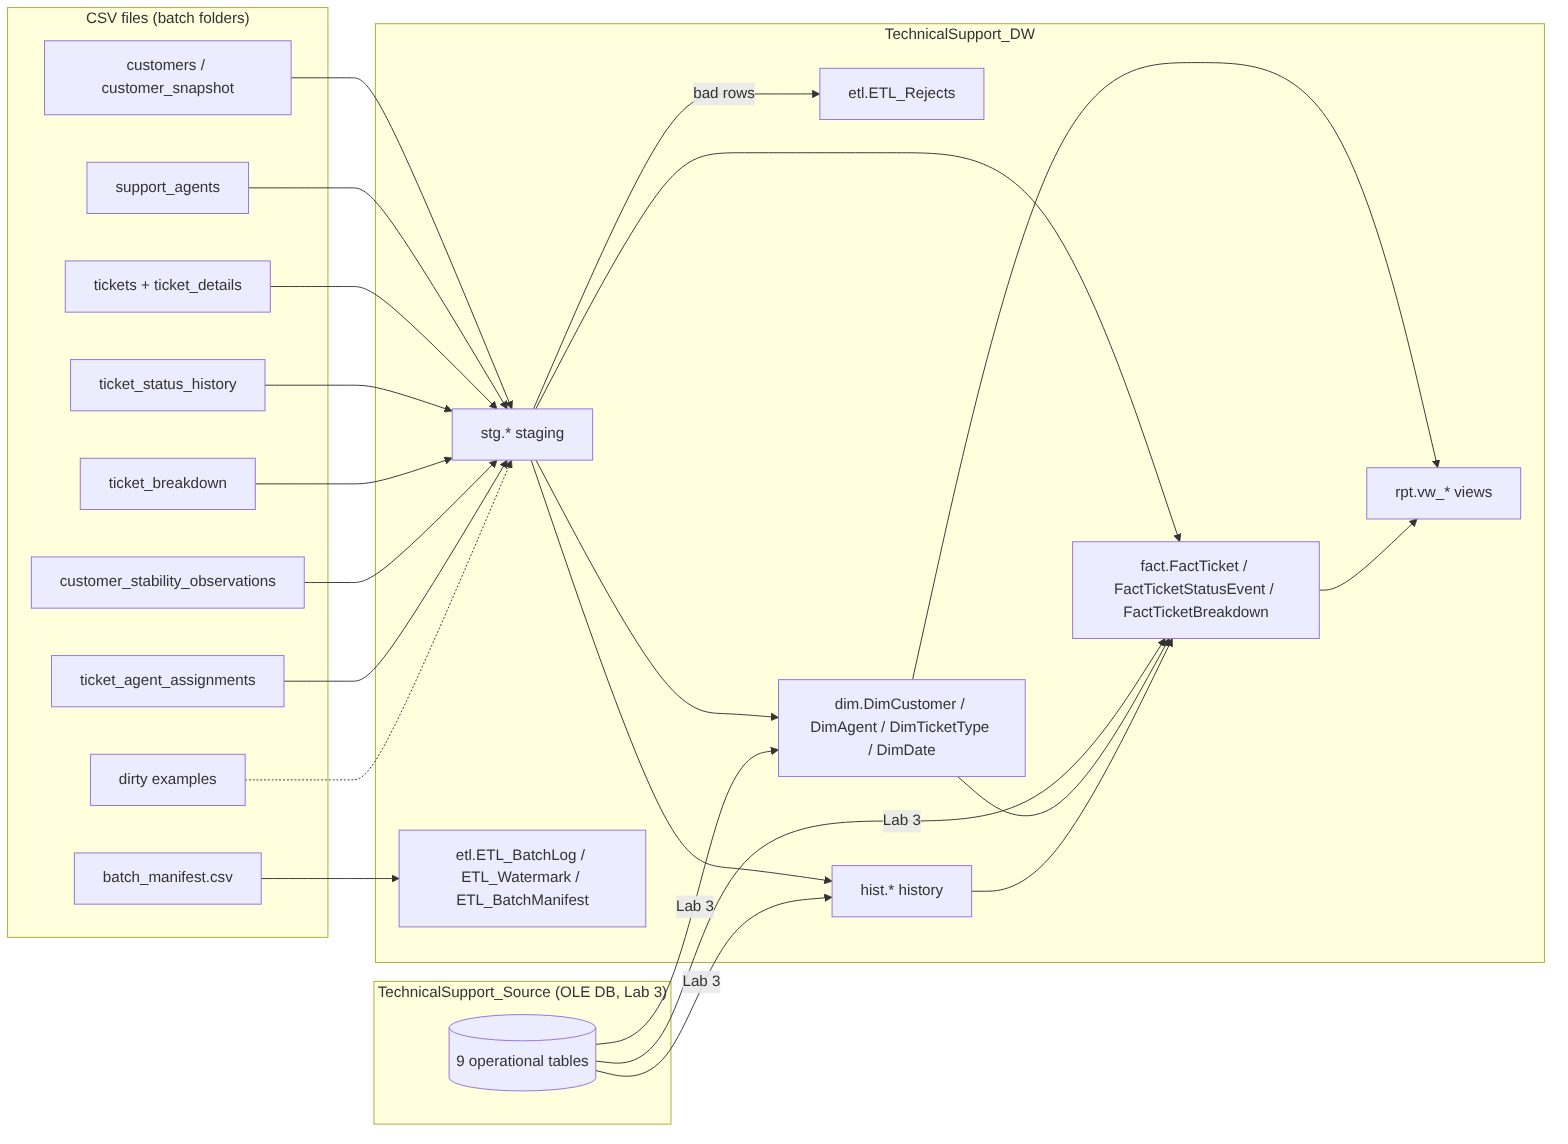 CSV files (batch folders)
customers /
customer_snapshot
support_agents
tickets + ticket_details
ticket_status_history
ticket_breakdown
customer_stability_observations
ticket_agent_assignments
dirty examples
batch_manifest.csv
TechnicalSupport_DW
bad rows
etl.ETL_Rejects
stg.* staging
rpt.vw_* views
fact.FactTicket /
FactTicketStatusEvent /
FactTicketBreakdown
dim.DimCustomer /
DimAgent / DimTicketType
/ DimDate
Lab 3
etl.ETL_BatchLog /
ETL_Watermark /
ETL_BatchManifest
hist.* history
Lab 3
Lab 3
TechnicalSupport_Source (OLE DB, Lab 3)
9 operational tables